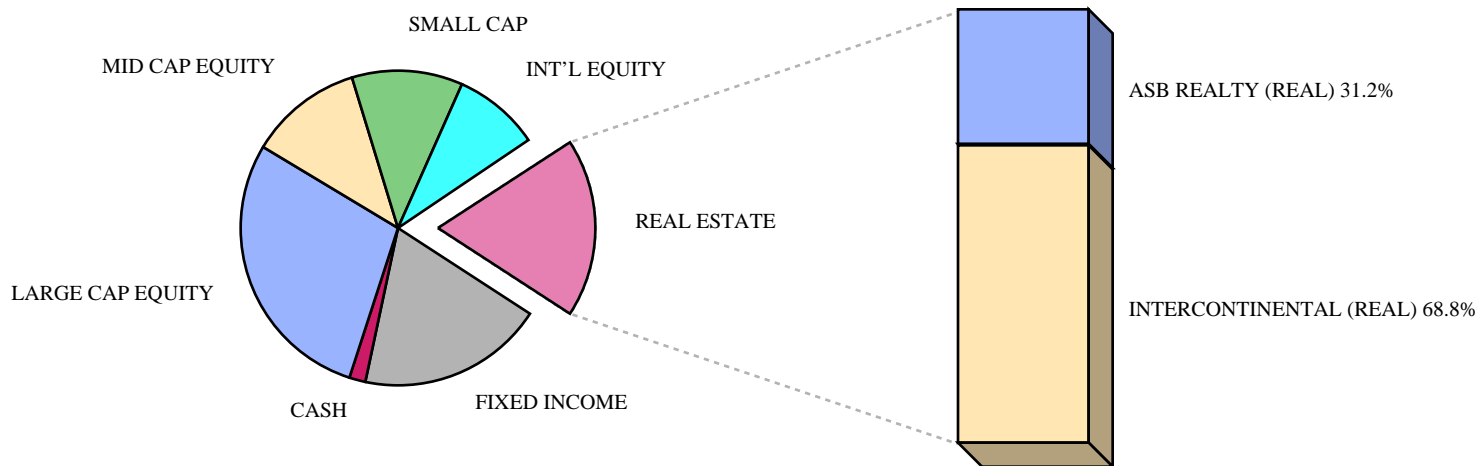 SMALL CAP
MID CAP EQUITY
INT'L EQUITY
ASB REALTY (REAL) 31.2%
REAL ESTATE
LARGE CAP EQUITY
INTERCONTINENTAL (REAL) 68.8%
CASH
FIXED INCOME